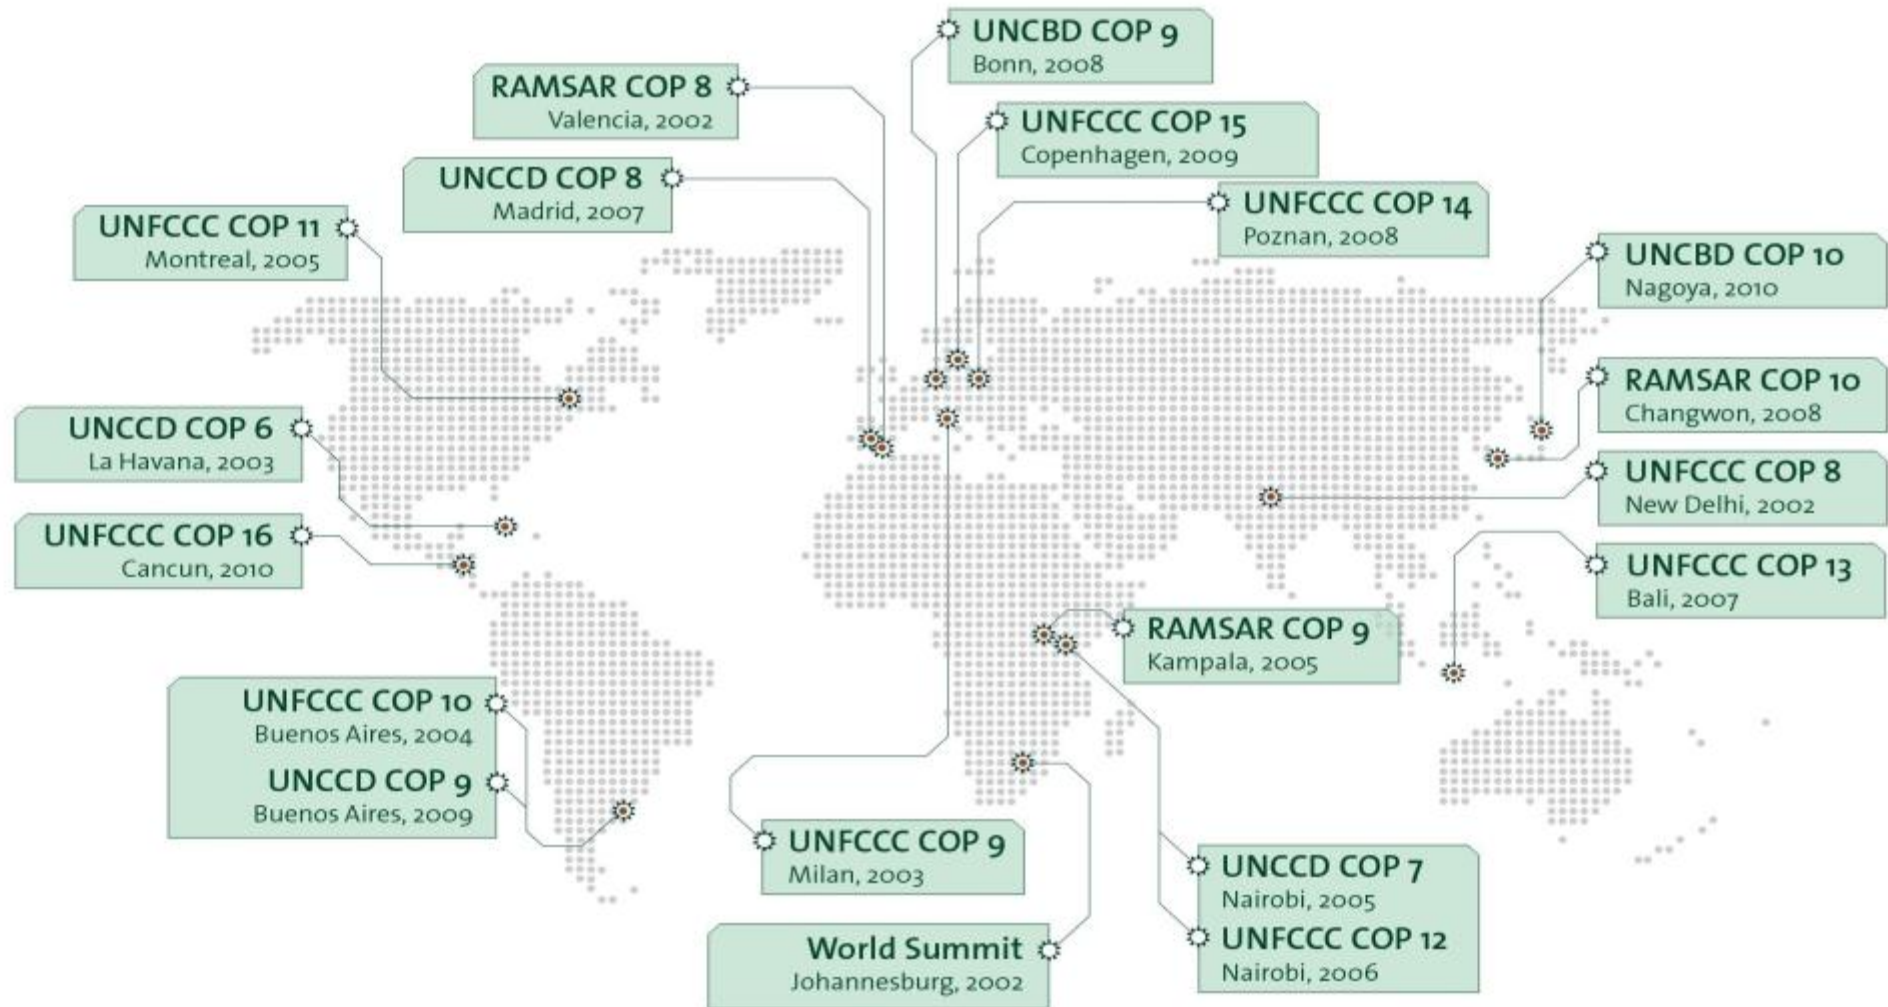 UNCBD COP 9
Bonn, 2008
RAMSAR COP 8
Valencia, 2002
UNFCCC COP 15
Copenhagen, 2009
UNCCD COP 8
Madrid, 2007
UNFCCC COP 14
Poznan, 2008
UNFCCC COP 11
Montreal, 2005
UNCBD COP 10
Nagoya, 2010
RAMSAR COP 10
Changwon, 2008
UNCCD COP 6
La Havana, 2003
UNFCCC COP 8
New Delhi, 2002
UNFCCC COP 16
Cancun, 2010
UNFCCC COP 13
Bali, 2007
RAMSAR COP 9
Kampala, 2005
UNFCCC COP 10
Buenos Aires, 2004
UNCCD COP 9
Buenos Aires, 2009
UNFCCC COP 9
Milan, 2003
UNCCD COP 7
Nairobi, 2005
UNFCCC COP 12
Nairobi, 2006
World Summit
Johannesburg, 2002